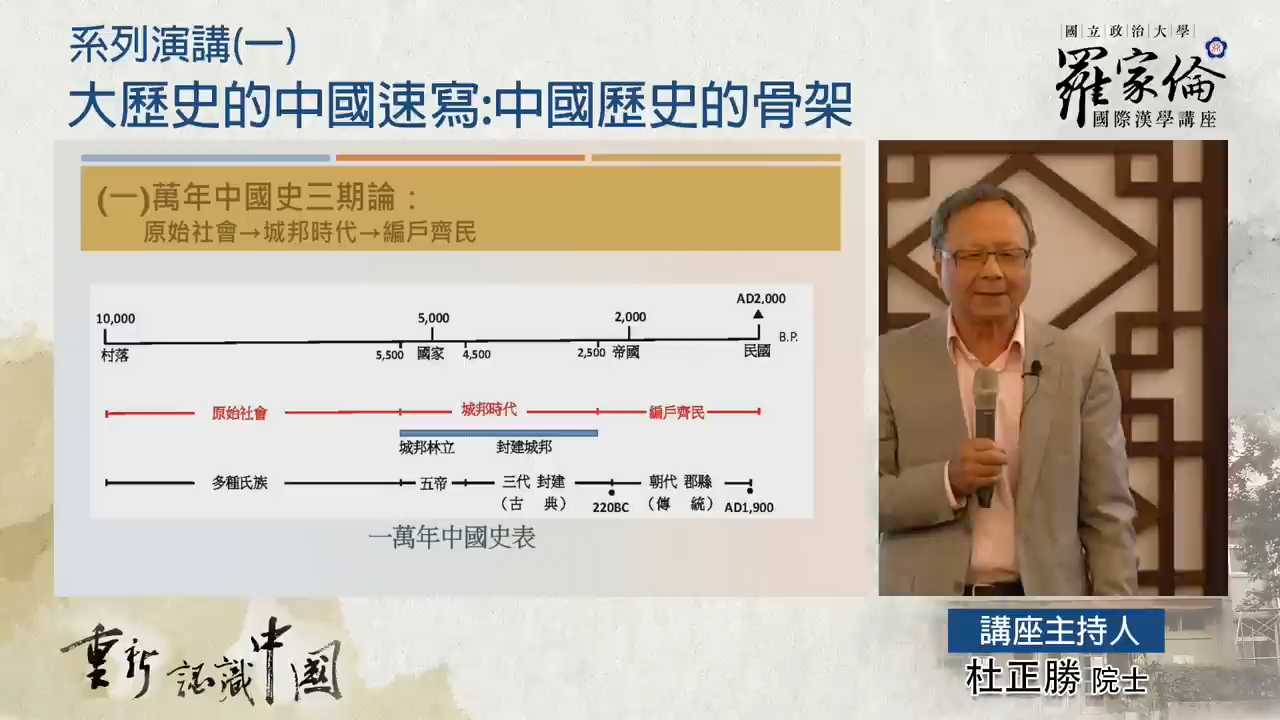 系列演講(一)
大歷史的中國速寫:中國歷史的骨架
國立政治大學
羅家倫
國際漢學講座
(一)萬年中國史三期論：
原始社會→城邦時代→編戶齊民
AD2,000
10,000 5,000 2,000
B.P.
村落 5,500 國家 4,500 2,500 帝國 民國
原始社會 城邦時代 編戶齊民
城邦林立 封建城邦
多種氏族 五帝 三代 封建 朝代 郡縣
（古 典） 220BC （傳 統） AD1,900
一萬年中國史表
重新認識中國
講座主持人
杜正勝 院士